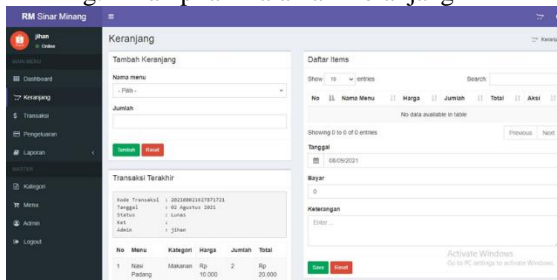 RM Sinar Minang
jihan
Online
MAIN MENU
Dashboard
Keranjang
Transaksi
Pengeluaran
Laporan
MASTER
Kategori
Menu
Admin
Logout
Keranjang
Tambah Keranjang
Nama menu
- Pilih -
Jumlah
Tambah Reset
Transaksi Terakhir
Tanggal : 02 Agustus 2021
Status : Lunas
Ket :
Admin : jihan
No Menu Kategori Harga Jumlah Total
1 Nasi Padang Makanan Rp 10.000 2 Rp 20.000
Daftar Items
Show 10 entries Search
No Nama Menu Harga Jumlah Total Aksi
No data available in table
Showing 0 to 0 of 0 entries
Previous Next
Tanggal
08/09/2021
Bayar
0
Keterangan
Enter ...
Save Reset
Activate Windows
Go to PC settings to activate Windows